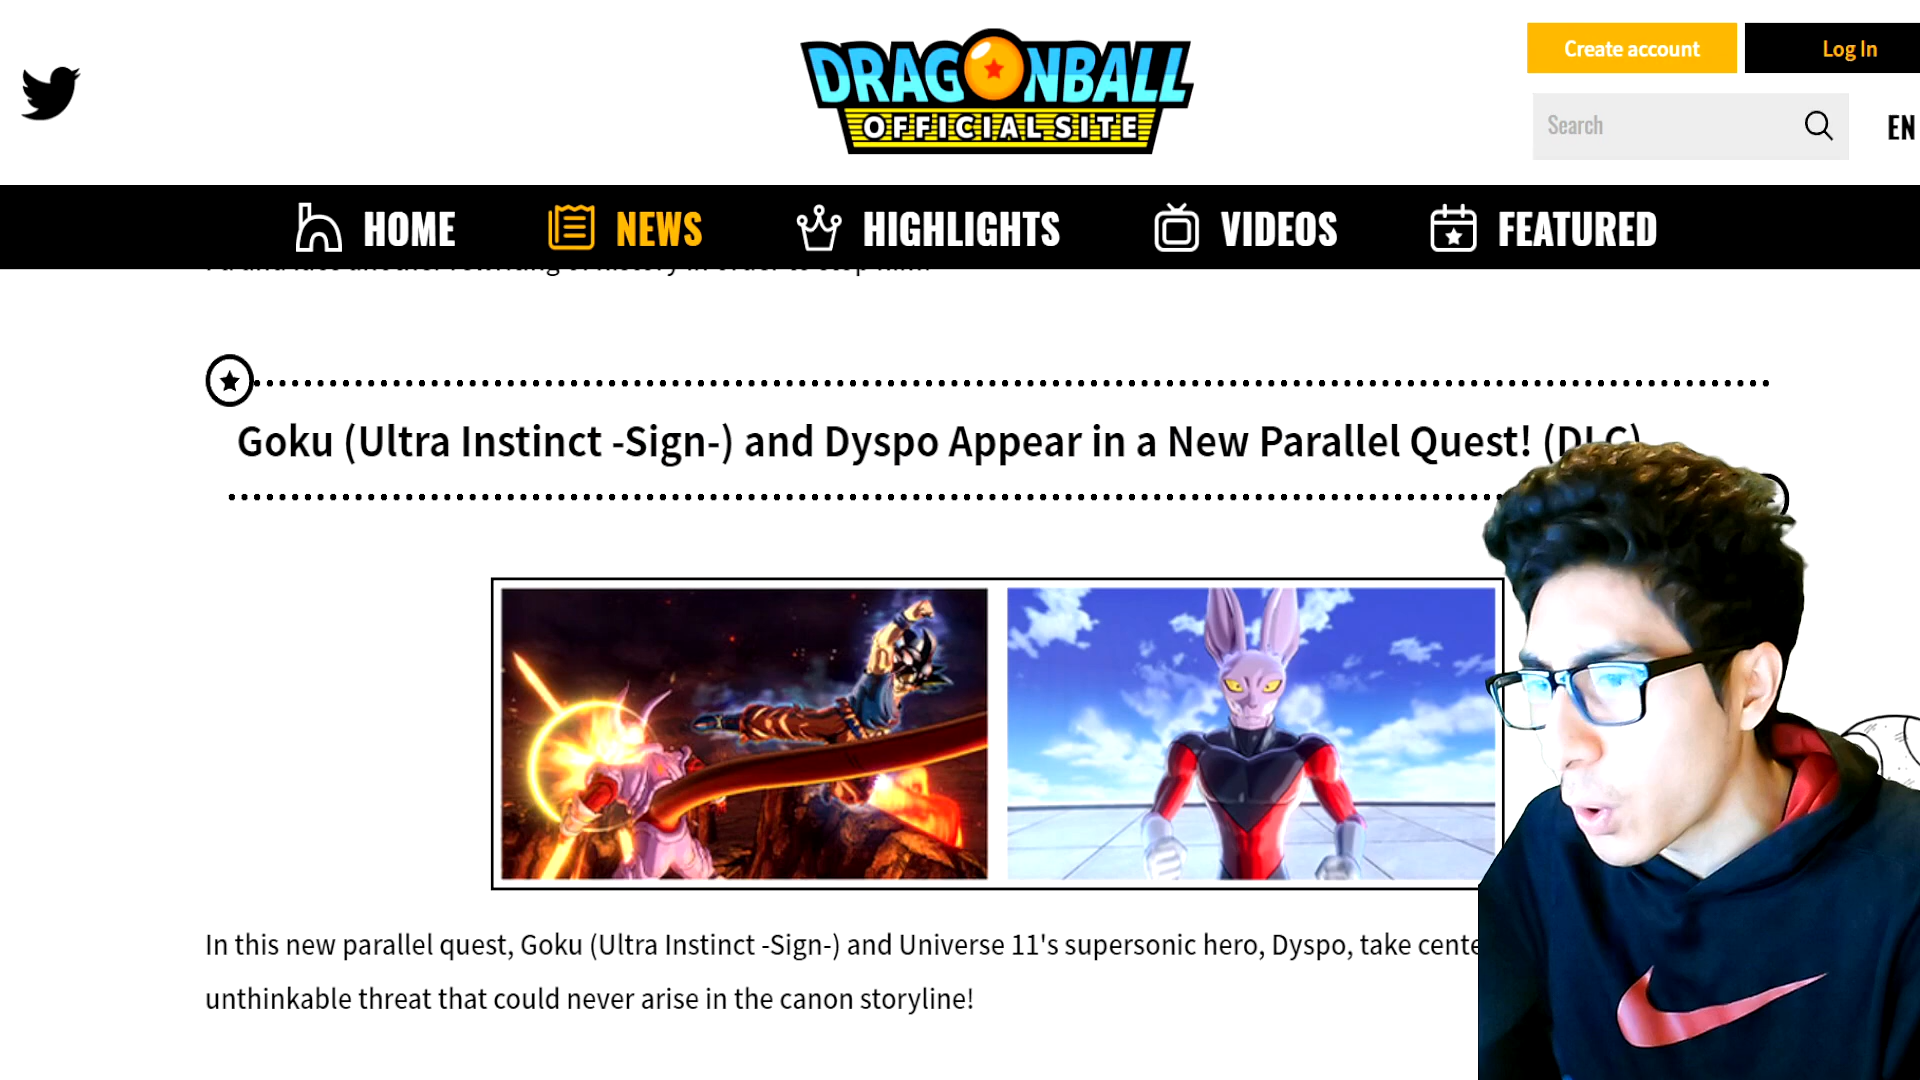 DRAGONBALL
OFFICIAL SITE
Create account
Log In
Search
EN
HOME
NEWS
HIGHLIGHTS
VIDEOS
FEATURED
Goku (Ultra Instinct -Sign-) and Dyspo Appear in a New Parallel Quest! (DLC)
In this new parallel quest, Goku (Ultra Instinct -Sign-) and Universe 11's supersonic hero, Dyspo, take
unthinkable threat that could never arise in the canon storyline!